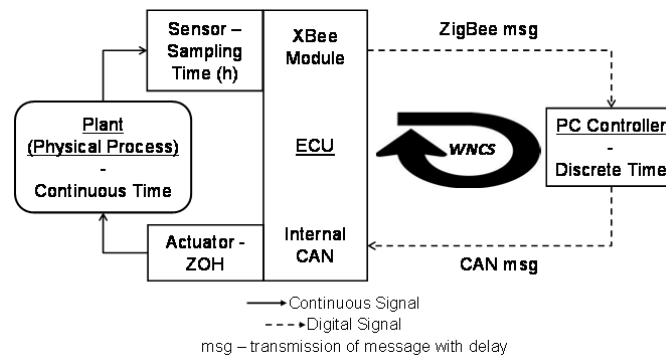 Sensor –
Sampling
Time (h)
XBee
Module
ZigBee msg
Plant
(Physical Process)
-
Continuous Time
ECU
WNCS
PC Controller
-
Discrete Time
Actuator -
ZOH
Internal
CAN
CAN msg
Continuous Signal
Digital Signal
msg – transmission of message with delay